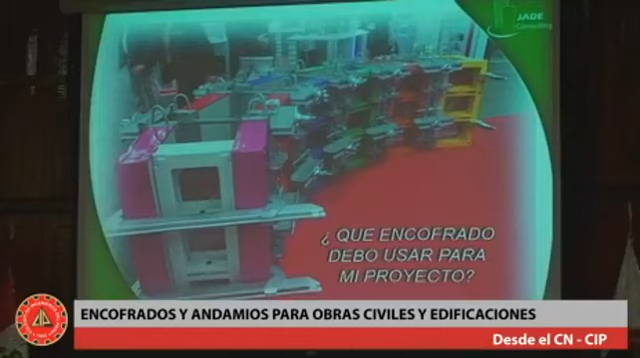 JADE
Consulting
¿ QUE ENCOFRADO
DEBO USAR PARA
MI PROYECTO?
ENCOFRADOS Y ANDAMIOS PARA OBRAS CIVILES Y EDIFICACIONES
Desde el CN - CIP